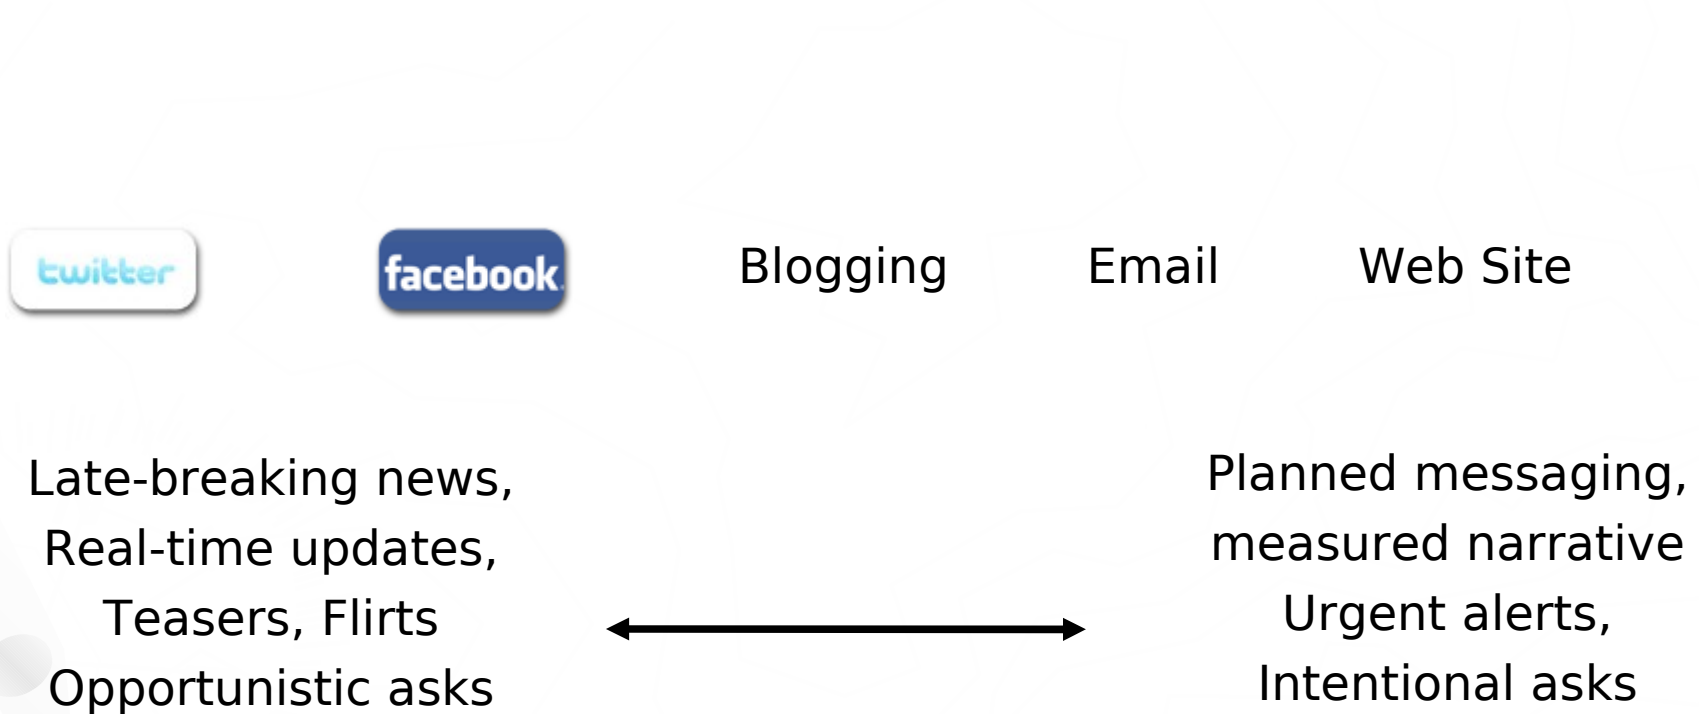 twitter
facebook.
Blogging
Email
Web Site
Late-breaking news,
Real-time updates,
Teasers, Flirts
Opportunistic asks
Planned messaging,
measured narrative
Urgent alerts,
Intentional asks